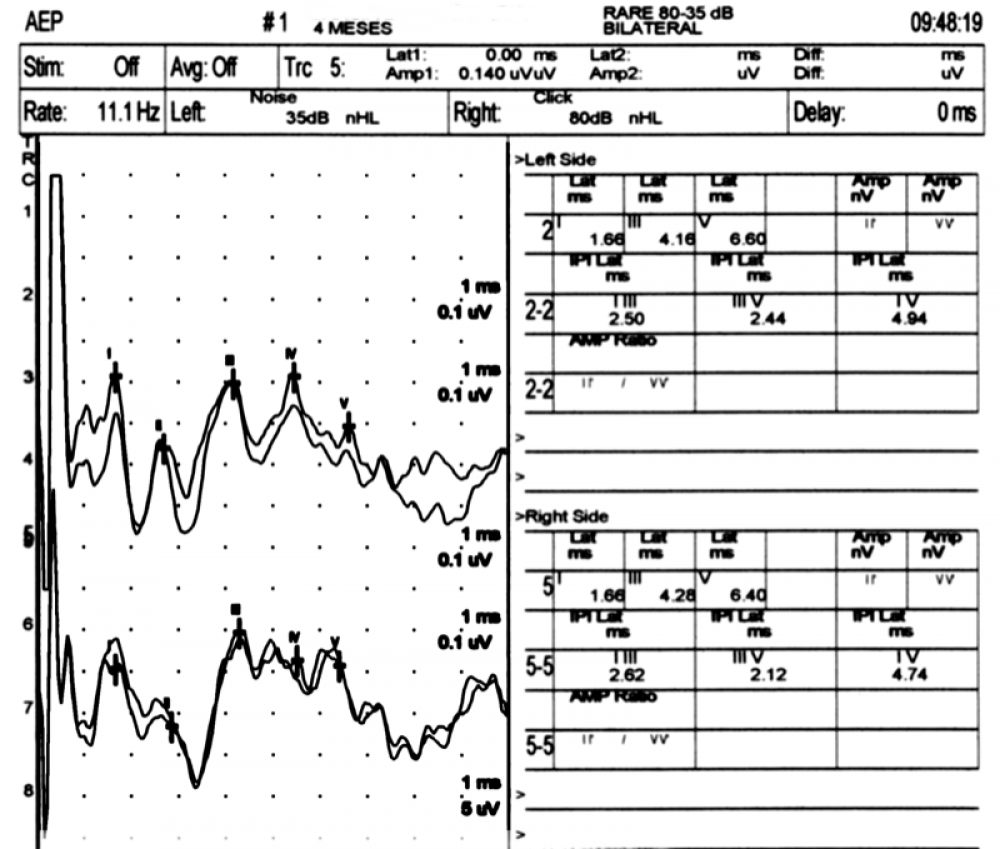 AEP #1 4 MESES RARE 80-35 dB 09:48:19
BILATERAL
Stim: Off Avg: Off Trc 5: Lat1: 0.00 ms Lat2: ms Diff: ms
Amp1: 0.140 uVuV Amp2: uV Diff: uV
Rate: 11.1 Hz Left: Noise 35dB nHL Right: Click 80dB nHL Delay: 0 ms
TRC
1
2
3
4
5
6
7
8
1 ms
0.1 uV
1 ms
0.1 uV
I II III IV V
1 ms
0.1 uV
1 ms
0.1 uV
III IV V
1 ms
5 uV
>Left Side
Lat Lat Lat Amp Amp
ms ms ms nV nV
2 I 1.66 III 4.16 V 6.60
IPI Lat IPI Lat IPI Lat
ms ms ms
2-2 I III III V I V
2.50 2.44 4.94
AMP Ratio
2-2
>
>
>Right Side
Lat Lat Lat Amp Amp
ms ms ms nV nV
5 I 1.66 III 4.28 V 6.40
IPI Lat IPI Lat IPI Lat
ms ms ms
5-5 I III III V I V
2.62 2.12 4.74
AMP Ratio
5-5
>
>